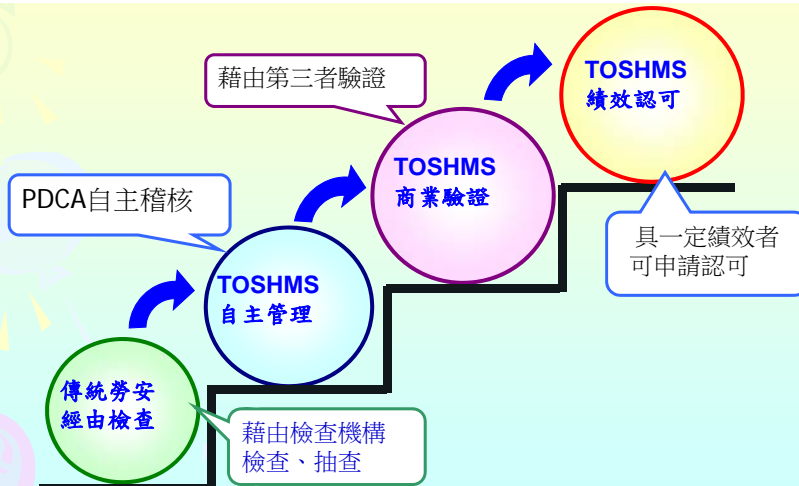 TOSHMS
績效認可
藉由第三者驗證
TOSHMS
商業驗證
PDCA自主稽核
具一定績效者
可申請認可
TOSHMS
自主管理
傳統勞安
經由檢查
藉由檢查機構
檢查、抽查